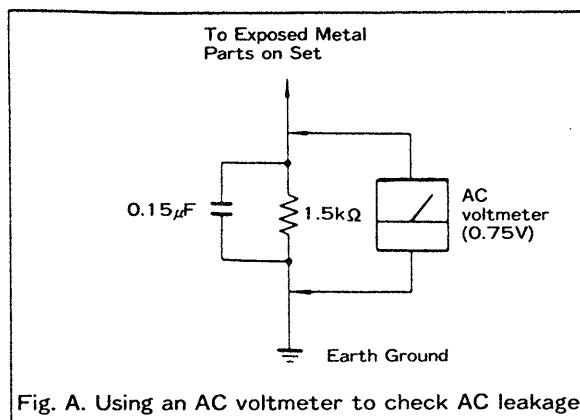 To Exposed Metal
Parts on Set
0.15μF
1.5kΩ
AC
voltmeter
(0.75V)
Earth Ground
Fig. A. Using an AC voltmeter to check AC leakage